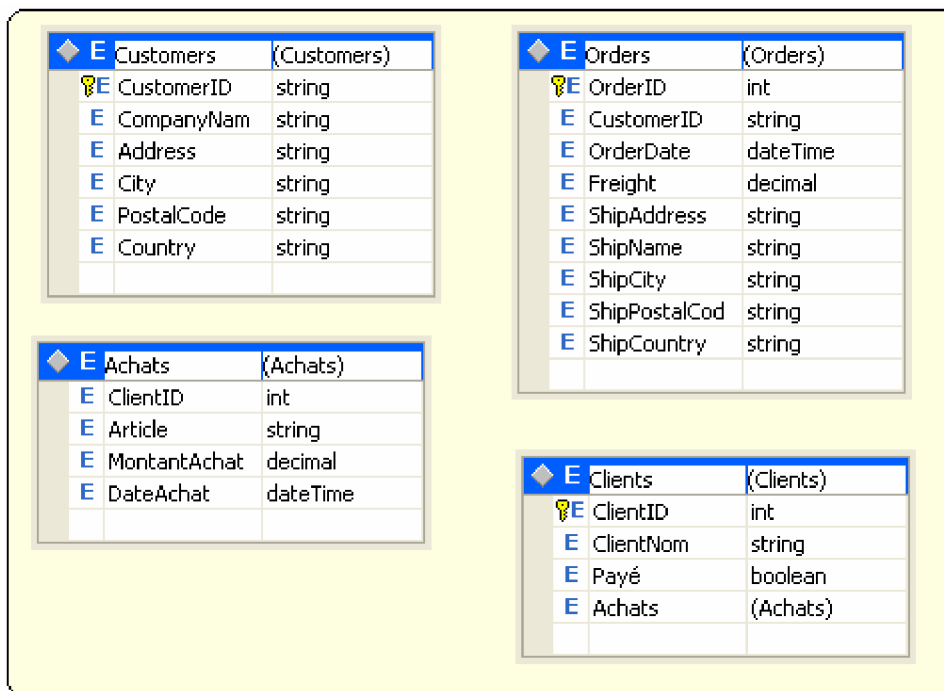 E Customers (Customers)
E CustomerID string
E CompanyNam string
E Address string
E City string
E PostalCode string
E Country string
E Orders (Orders)
E OrderID int
E CustomerID string
E OrderDate dateTime
E Freight decimal
E ShipAddress string
E ShipName string
E ShipCity string
E ShipPostalCod string
E ShipCountry string
E Achats (Achats)
E ClientID int
E Article string
E MontantAchat decimal
E DateAchat dateTime
E Clients (Clients)
E ClientID int
E ClientNom string
E Payé boolean
E Achats (Achats)